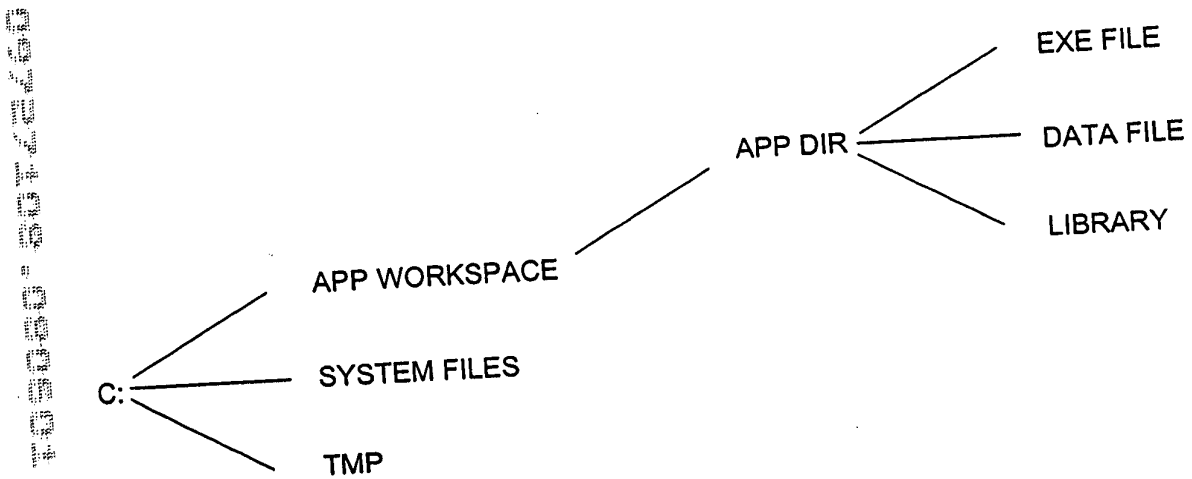 EXE FILE
APP DIR
DATA FILE
LIBRARY
APP WORKSPACE
SYSTEM FILES
C:
TMP